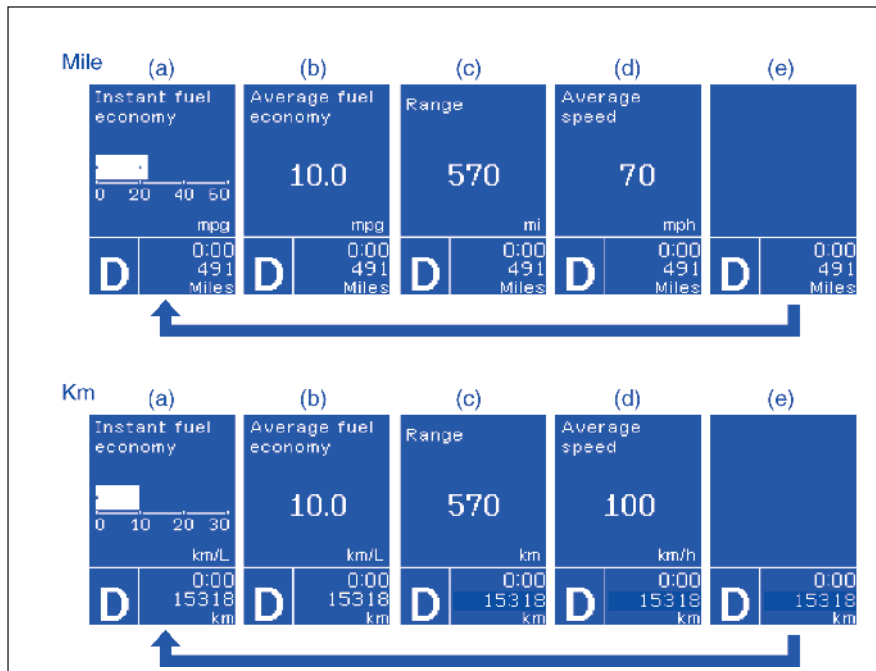 Mile
(a)
(b)
(c)
(d)
(e)
Instant fuel
economy
0 20 40 60
mpg
D
0:00
491
Miles
Average fuel
economy
10.0
mpg
D
0:00
491
Miles
Range
570
mi
D
0:00
491
Miles
Average
speed
70
mph
D
0:00
491
Miles
D
0:00
491
Miles
Km
(a)
(b)
(c)
(d)
(e)
Instant fuel
economy
0 10 20 30
km/L
D
0:00
15318
km
Average fuel
economy
10.0
km/L
D
0:00
15318
km
Range
570
km
D
0:00
15318
km
Average
speed
100
km/h
D
0:00
15318
km
D
0:00
15318
km